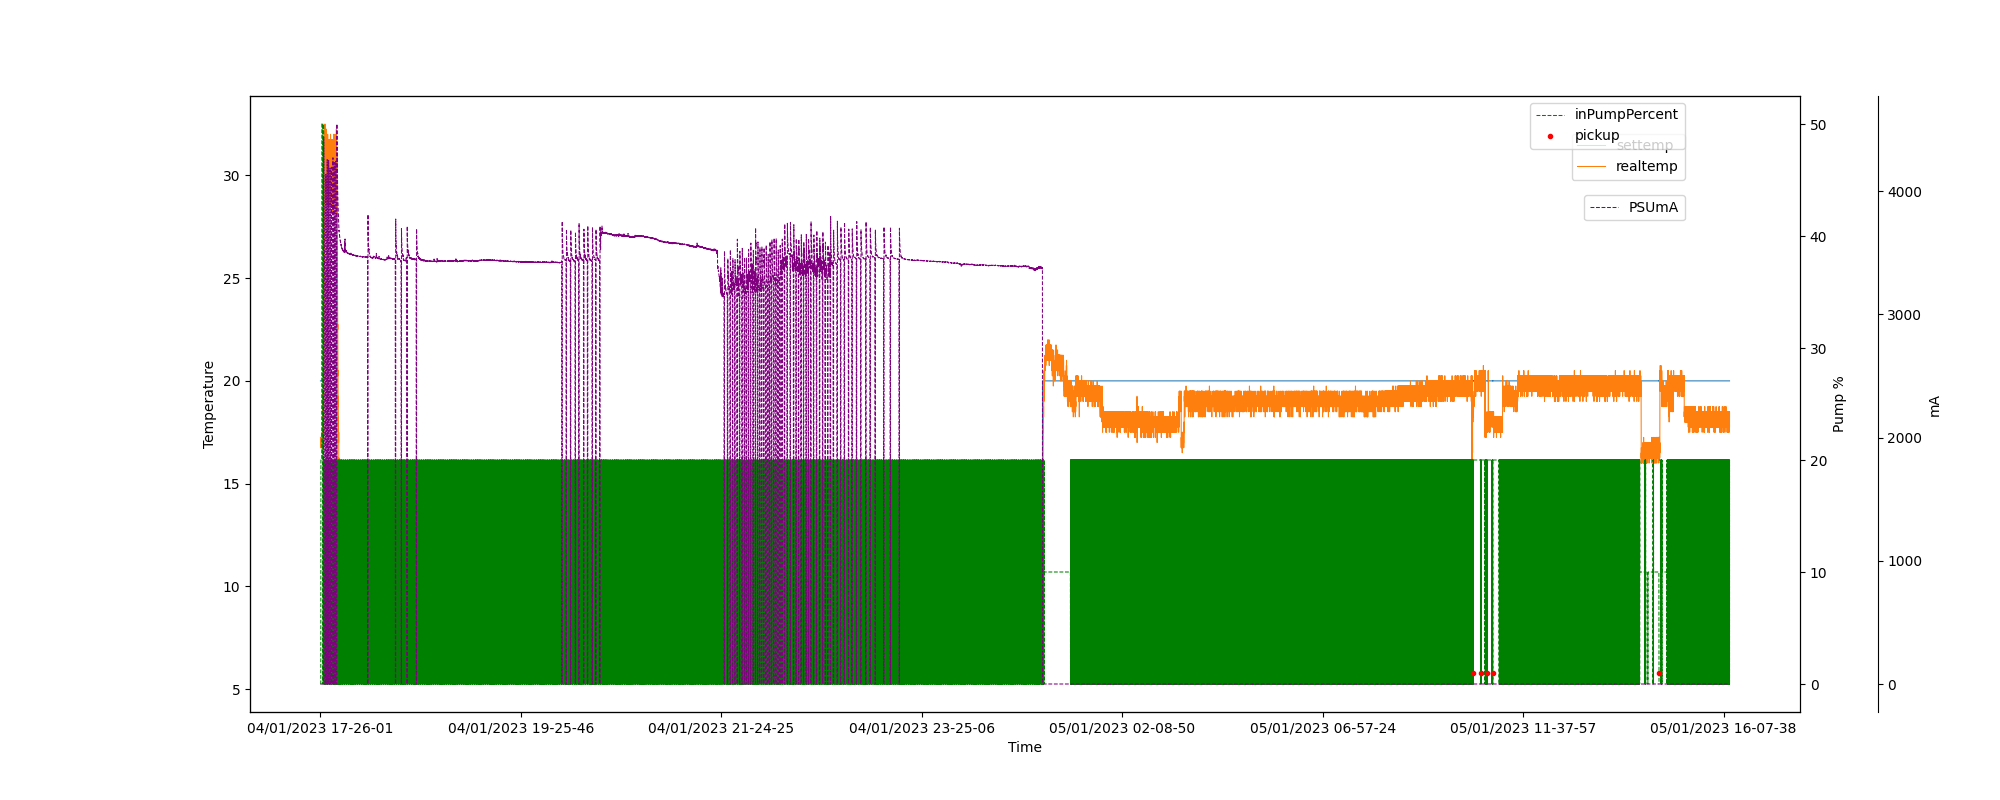 inPumpPercent
pickup
settemp
realtemp
PSUmA
30
25
20
15
10
5
Temperature
50
40
30
20
10
0
Pump %
4000
3000
2000
1000
0
mA
04/01/2023 17-26-01
04/01/2023 19-25-46
04/01/2023 21-24-25
04/01/2023 23-25-06
05/01/2023 02-08-50
05/01/2023 06-57-24
05/01/2023 11-37-57
05/01/2023 16-07-38
Time